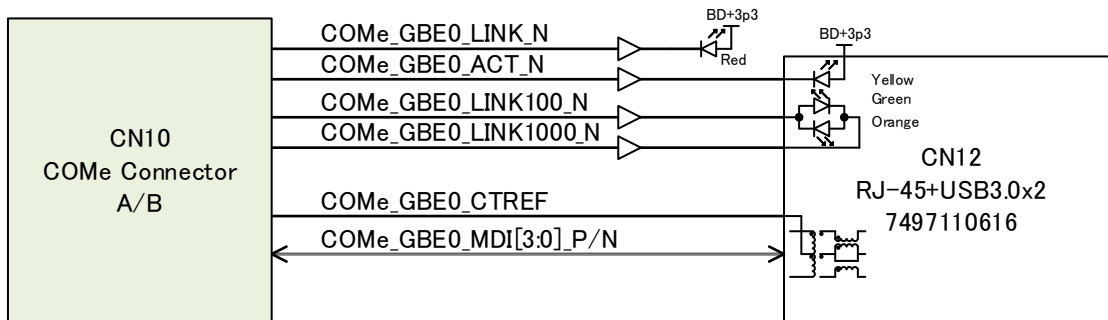 BD+3p3
COMe_GBE0_LINK_N
Red
BD+3p3
COMe_GBE0_ACT_N
Yellow
Green
COMe_GBE0_LINK100_N
Orange
COMe_GBE0_LINK1000_N
CN10
COMe Connector
A/B
CN12
RJ-45+USB3.0x2
7497110616
COMe_GBE0_CTREF
COMe_GBE0_MDI[3:0]_P/N